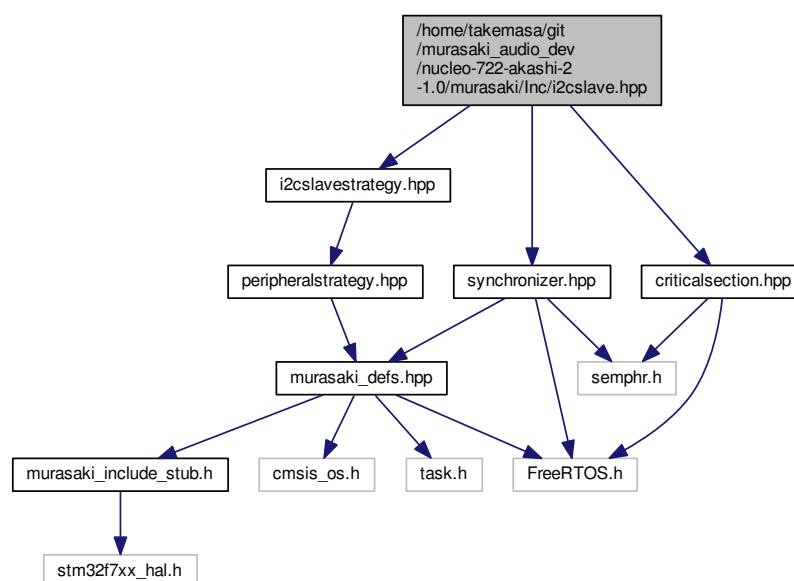 /home/takemasa/git
/murasaki_audio_dev
/nucleo-722-akashi-2
-1.0/murasaki/Inc/i2cslave.hpp
i2cslavestrategy.hpp
peripheralstrategy.hpp
synchronizer.hpp
criticalsection.hpp
murasaki_defs.hpp
semphr.h
murasaki_include_stub.h
cmsis_os.h
task.h
FreeRTOS.h
stm32f7xx_hal.h